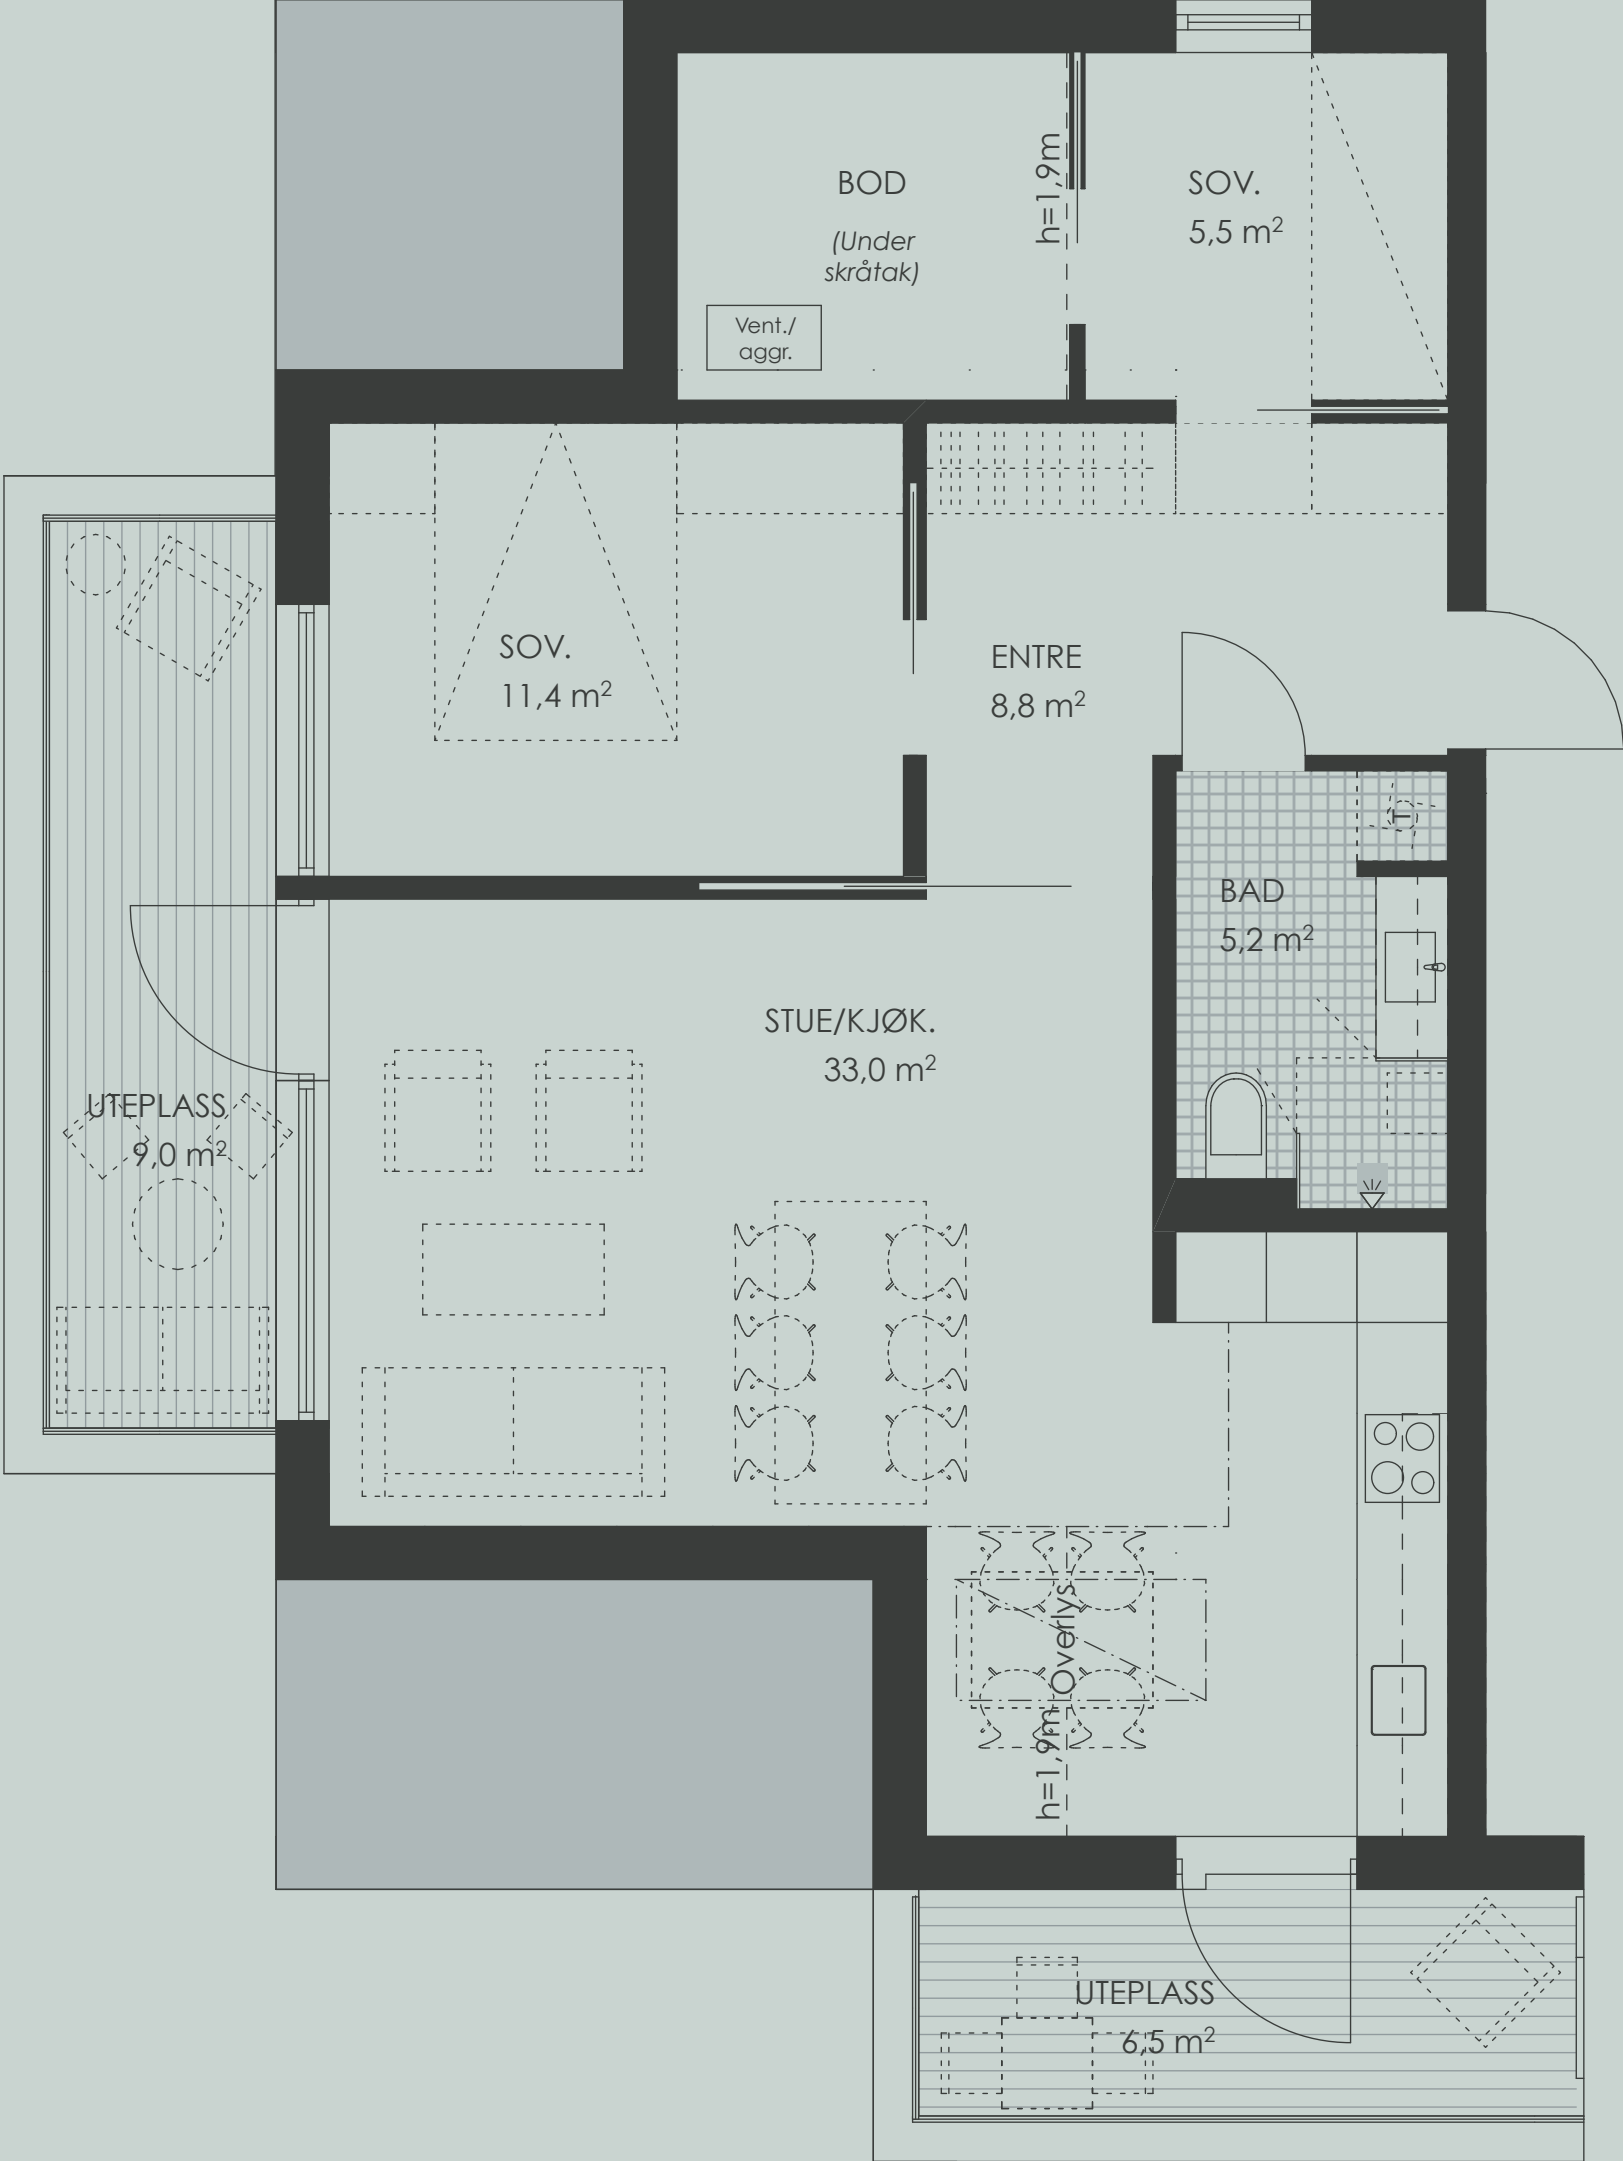 BOD
(Under
skråtak)
Vent./
aggr.
h=1,9m
SOV.
5,5 m²
SOV.
11,4 m²
ENTRE
8,8 m²
T
BAD
5,2 m²
STUE/KJØK.
33,0 m²
UTEPLASS
9,0 m²
h=1,9m Overlys
UTEPLASS
6,5 m²